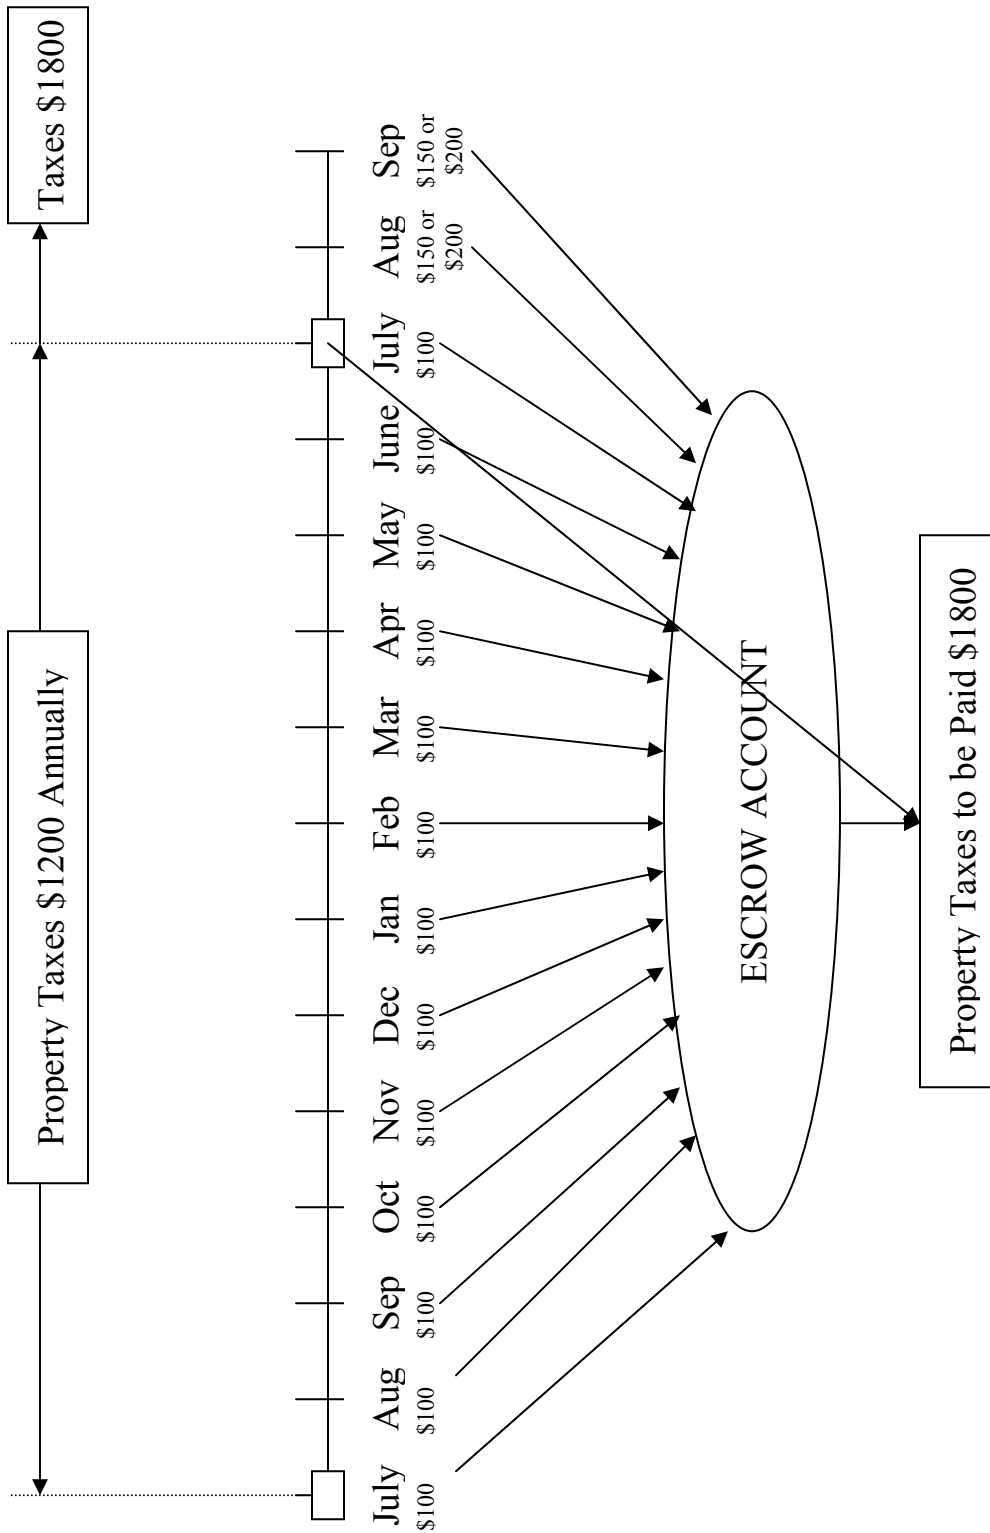 Property Taxes $1200 Annually
Taxes $1800
July
$100
Aug
$100
Sep
$100
Oct
$100
Nov
$100
Dec
$100
Jan
$100
Feb
$100
Mar
$100
Apr
$100
May
$100
June
$100
July
$100
Aug
$150 or
$200
Sep
$150 or
$200
ESCROW ACCOUNT
Property Taxes to be Paid $1800